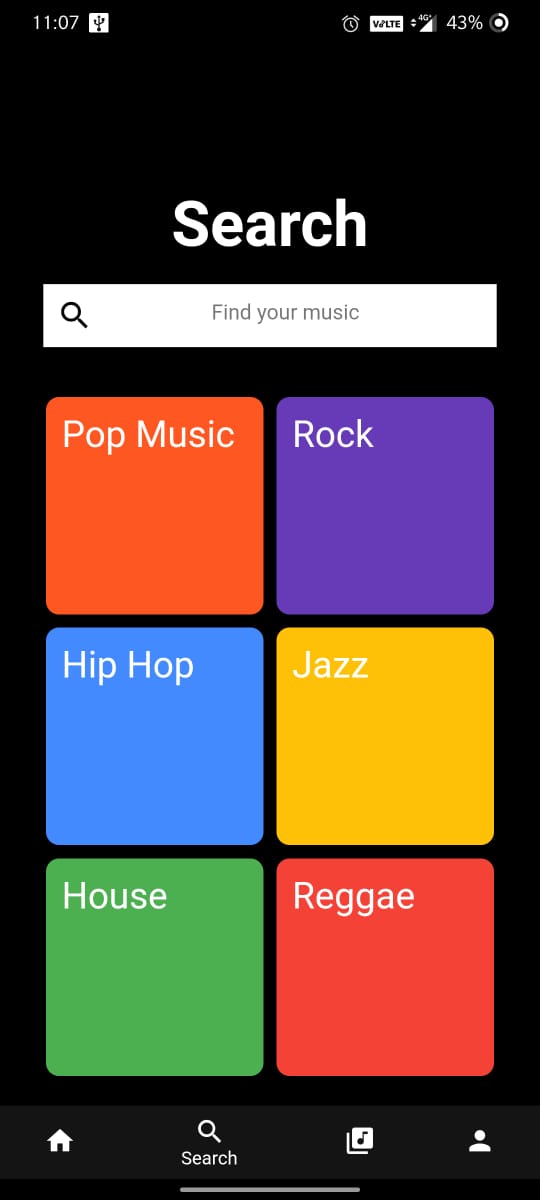 11:07
VoLTE 4G+ 43%
Search
Find your music
Pop Music
Rock
Hip Hop
Jazz
House
Reggae
Search